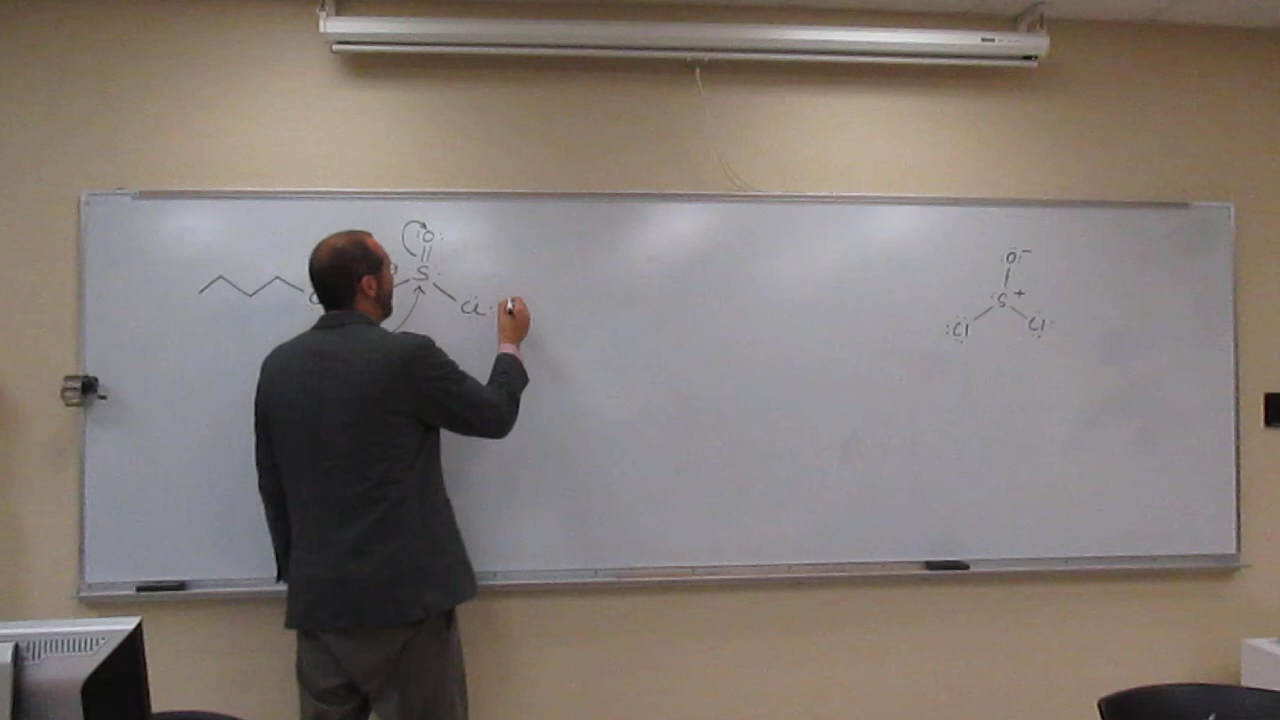 :O:
S:
Cl:
:O:−
:S +
:Cl Cl: